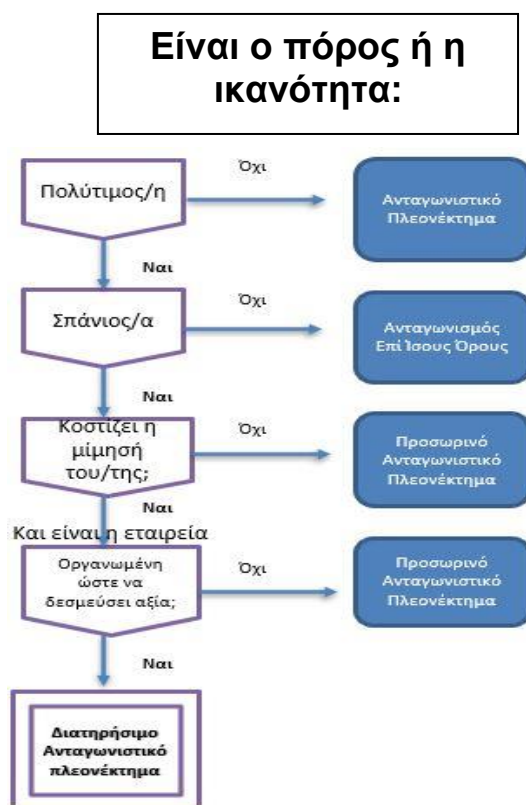 Είναι ο πόρος ή η
ικανότητα:
Πολύτιμος/η
Όχι
Ανταγωνιστικό
Πλεονέκτημα
Ναι
Σπάνιος/α
Όχι
Ανταγωνισμός
Επί Ίσους Όρους
Ναι
Κοστίζει η
μίμησή
του/της;
Όχι
Προσωρινό
Ανταγωνιστικό
Πλεονέκτημα
Ναι
Και είναι η εταιρεία
Οργανωμένη
ώστε να
δεσμεύσει αξία;
Όχι
Προσωρινό
Ανταγωνιστικό
Πλεονέκτημα
Ναι
Διατηρήσιμο
Ανταγωνιστικό
πλεονέκτημα